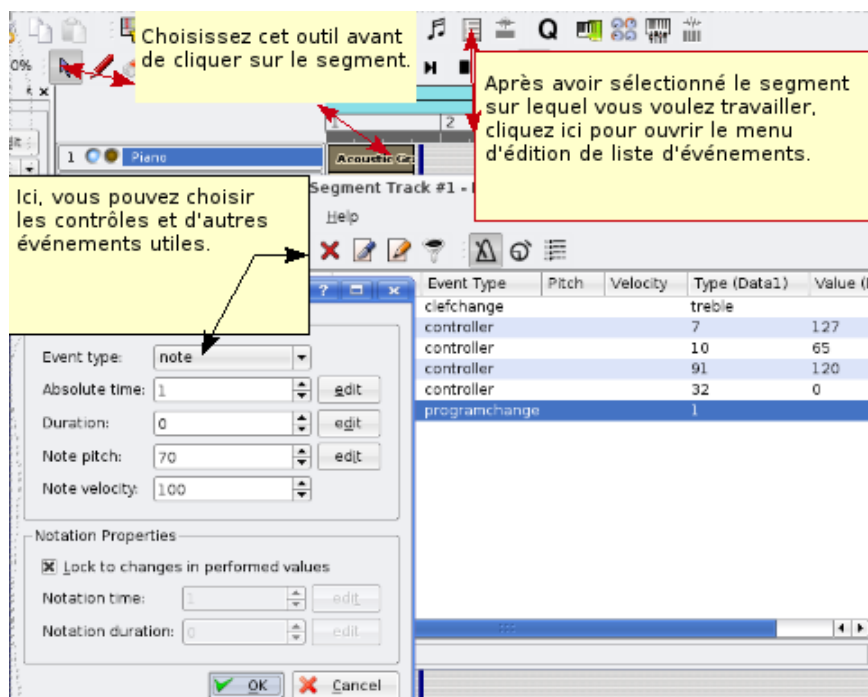 Choisissez cet outil avant
de cliquer sur le segment.
Q
0%
Après avoir sélectionné le segment
sur lequel vous voulez travailler,
cliquez ici pour ouvrir le menu
d'édition de liste d'événements.
2
1 Piano
Acoustic Gr
Ici, vous pouvez choisir
les contrôles et d'autres
événements utiles.
Segment Track #1 -
Help
Event Type Pitch Velocity Type (Data1) Value (
clefchange treble
controller 7 127
controller 10 65
controller 91 120
controller 32 0
programchange 1
Event type: note
Absolute time: 1 edit
Duration: 0 edit
Note pitch: 70 edit
Note velocity: 100
Notation Properties
Lock to changes in performed values
Notation time: 1 edit
Notation duration: 0 edit
OK Cancel